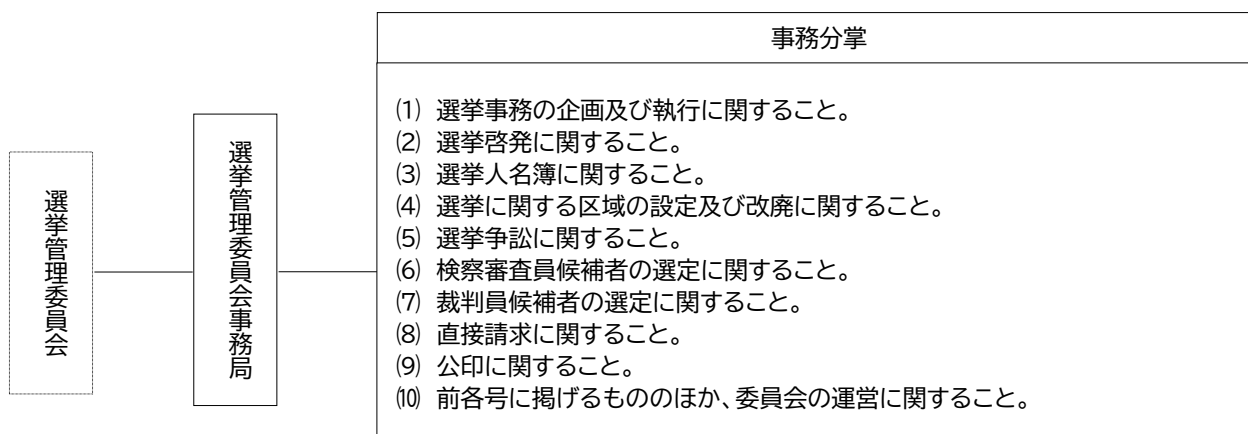 事務分掌
選挙管理委員会
選挙管理委員会事務局
⑴ 選挙事務の企画及び執行に関すること。
⑵ 選挙啓発に関すること。
⑶ 選挙人名簿に関すること。
⑷ 選挙に関する区域の設定及び改廃に関すること。
⑸ 選挙争訟に関すること。
⑹ 検察審査員候補者の選定に関すること。
⑺ 裁判員候補者の選定に関すること。
⑻ 直接請求に関すること。
⑼ 公印に関すること。
⑽ 前各号に掲げるもののほか、委員会の運営に関すること。